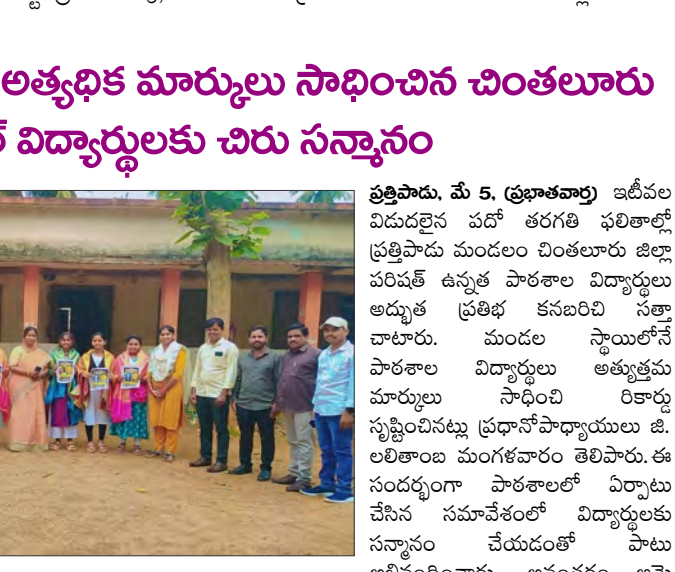 అత్యధిక మార్కులు సాధించిన చింతలూరు
విద్యార్థులకు చిరు సన్మానం
ప్రత్తిపాడు, మే 5, (ప్రభాతవార్త) ఇటీవల
విడుదలైన పదో తరగతి ఫలితాల్లో
ప్రత్తిపాడు మండలం చింతలూరు జిల్లా
పరిషత్ ఉన్నత పాఠశాల విద్యార్థులు
అద్భుత ప్రతిభ కనబరిచి సత్తా
చాటారు. మండల స్థాయిలోనే
పాఠశాల విద్యార్థులు అత్యుత్తమ
మార్కులు సాధించి రికార్డు
సృష్టించినట్లు ప్రధానోపాధ్యాయులు జి.
లలితాంబ మంగళవారం తెలిపారు. ఈ
సందర్భంగా పాఠశాలలో ఏర్పాటు
చేసిన సమావేశంలో విద్యార్థులకు
సన్మానం చేయడంతో పాటు